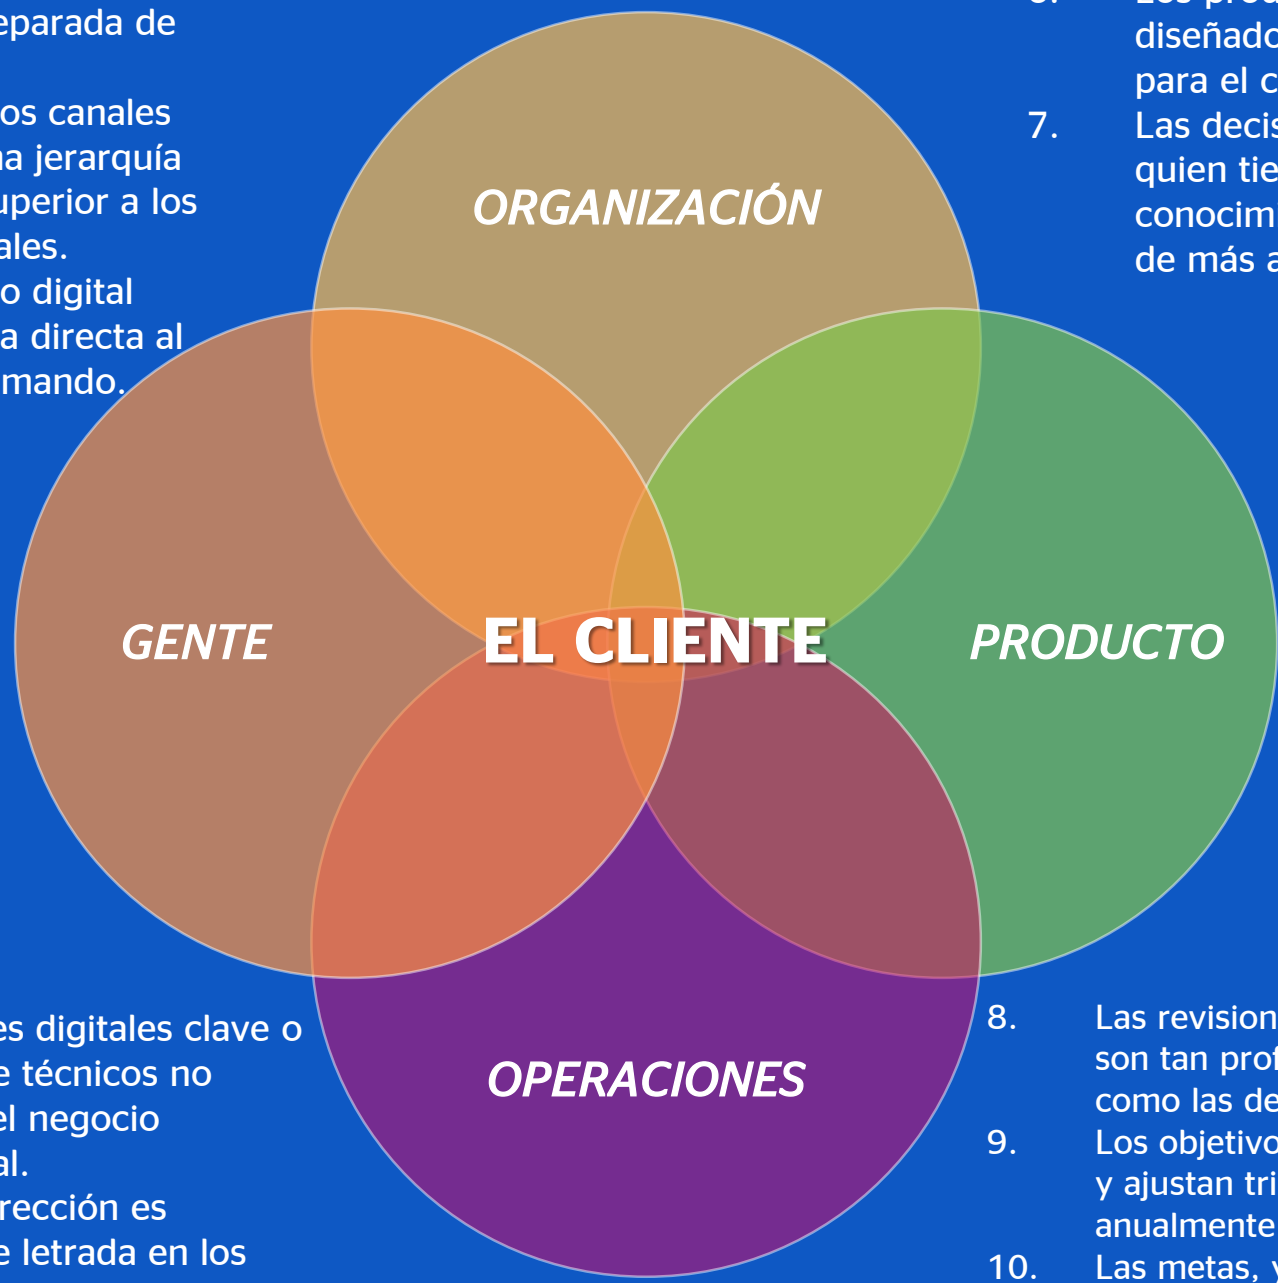 eparada de
os canales
na jerarquía
uperior a los
ales.
o digital
a directa al
mando.
6. Los prod
diseñado
para el c
7. Las decis
quien tie
conocim
de más a
ORGANIZACIÓN
GENTE
EL CLIENTE
PRODUCTO
OPERACIONES
es digitales clave o
e técnicos no
el negocio
al.
rección es
e letrada en los
8. Las revision
son tan prof
como las de
9. Los objetivo
y ajustan tri
anualmente
10. Las metas, v